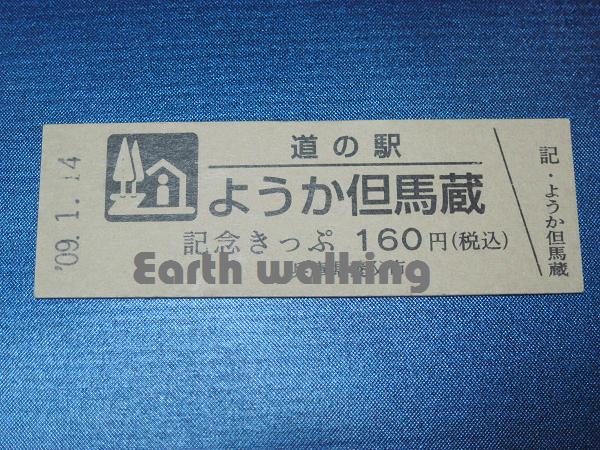 '09.1.14
道の駅
ようか但馬蔵
記念きっぷ 160円(税込)
Earth walking
記・ようか但馬蔵